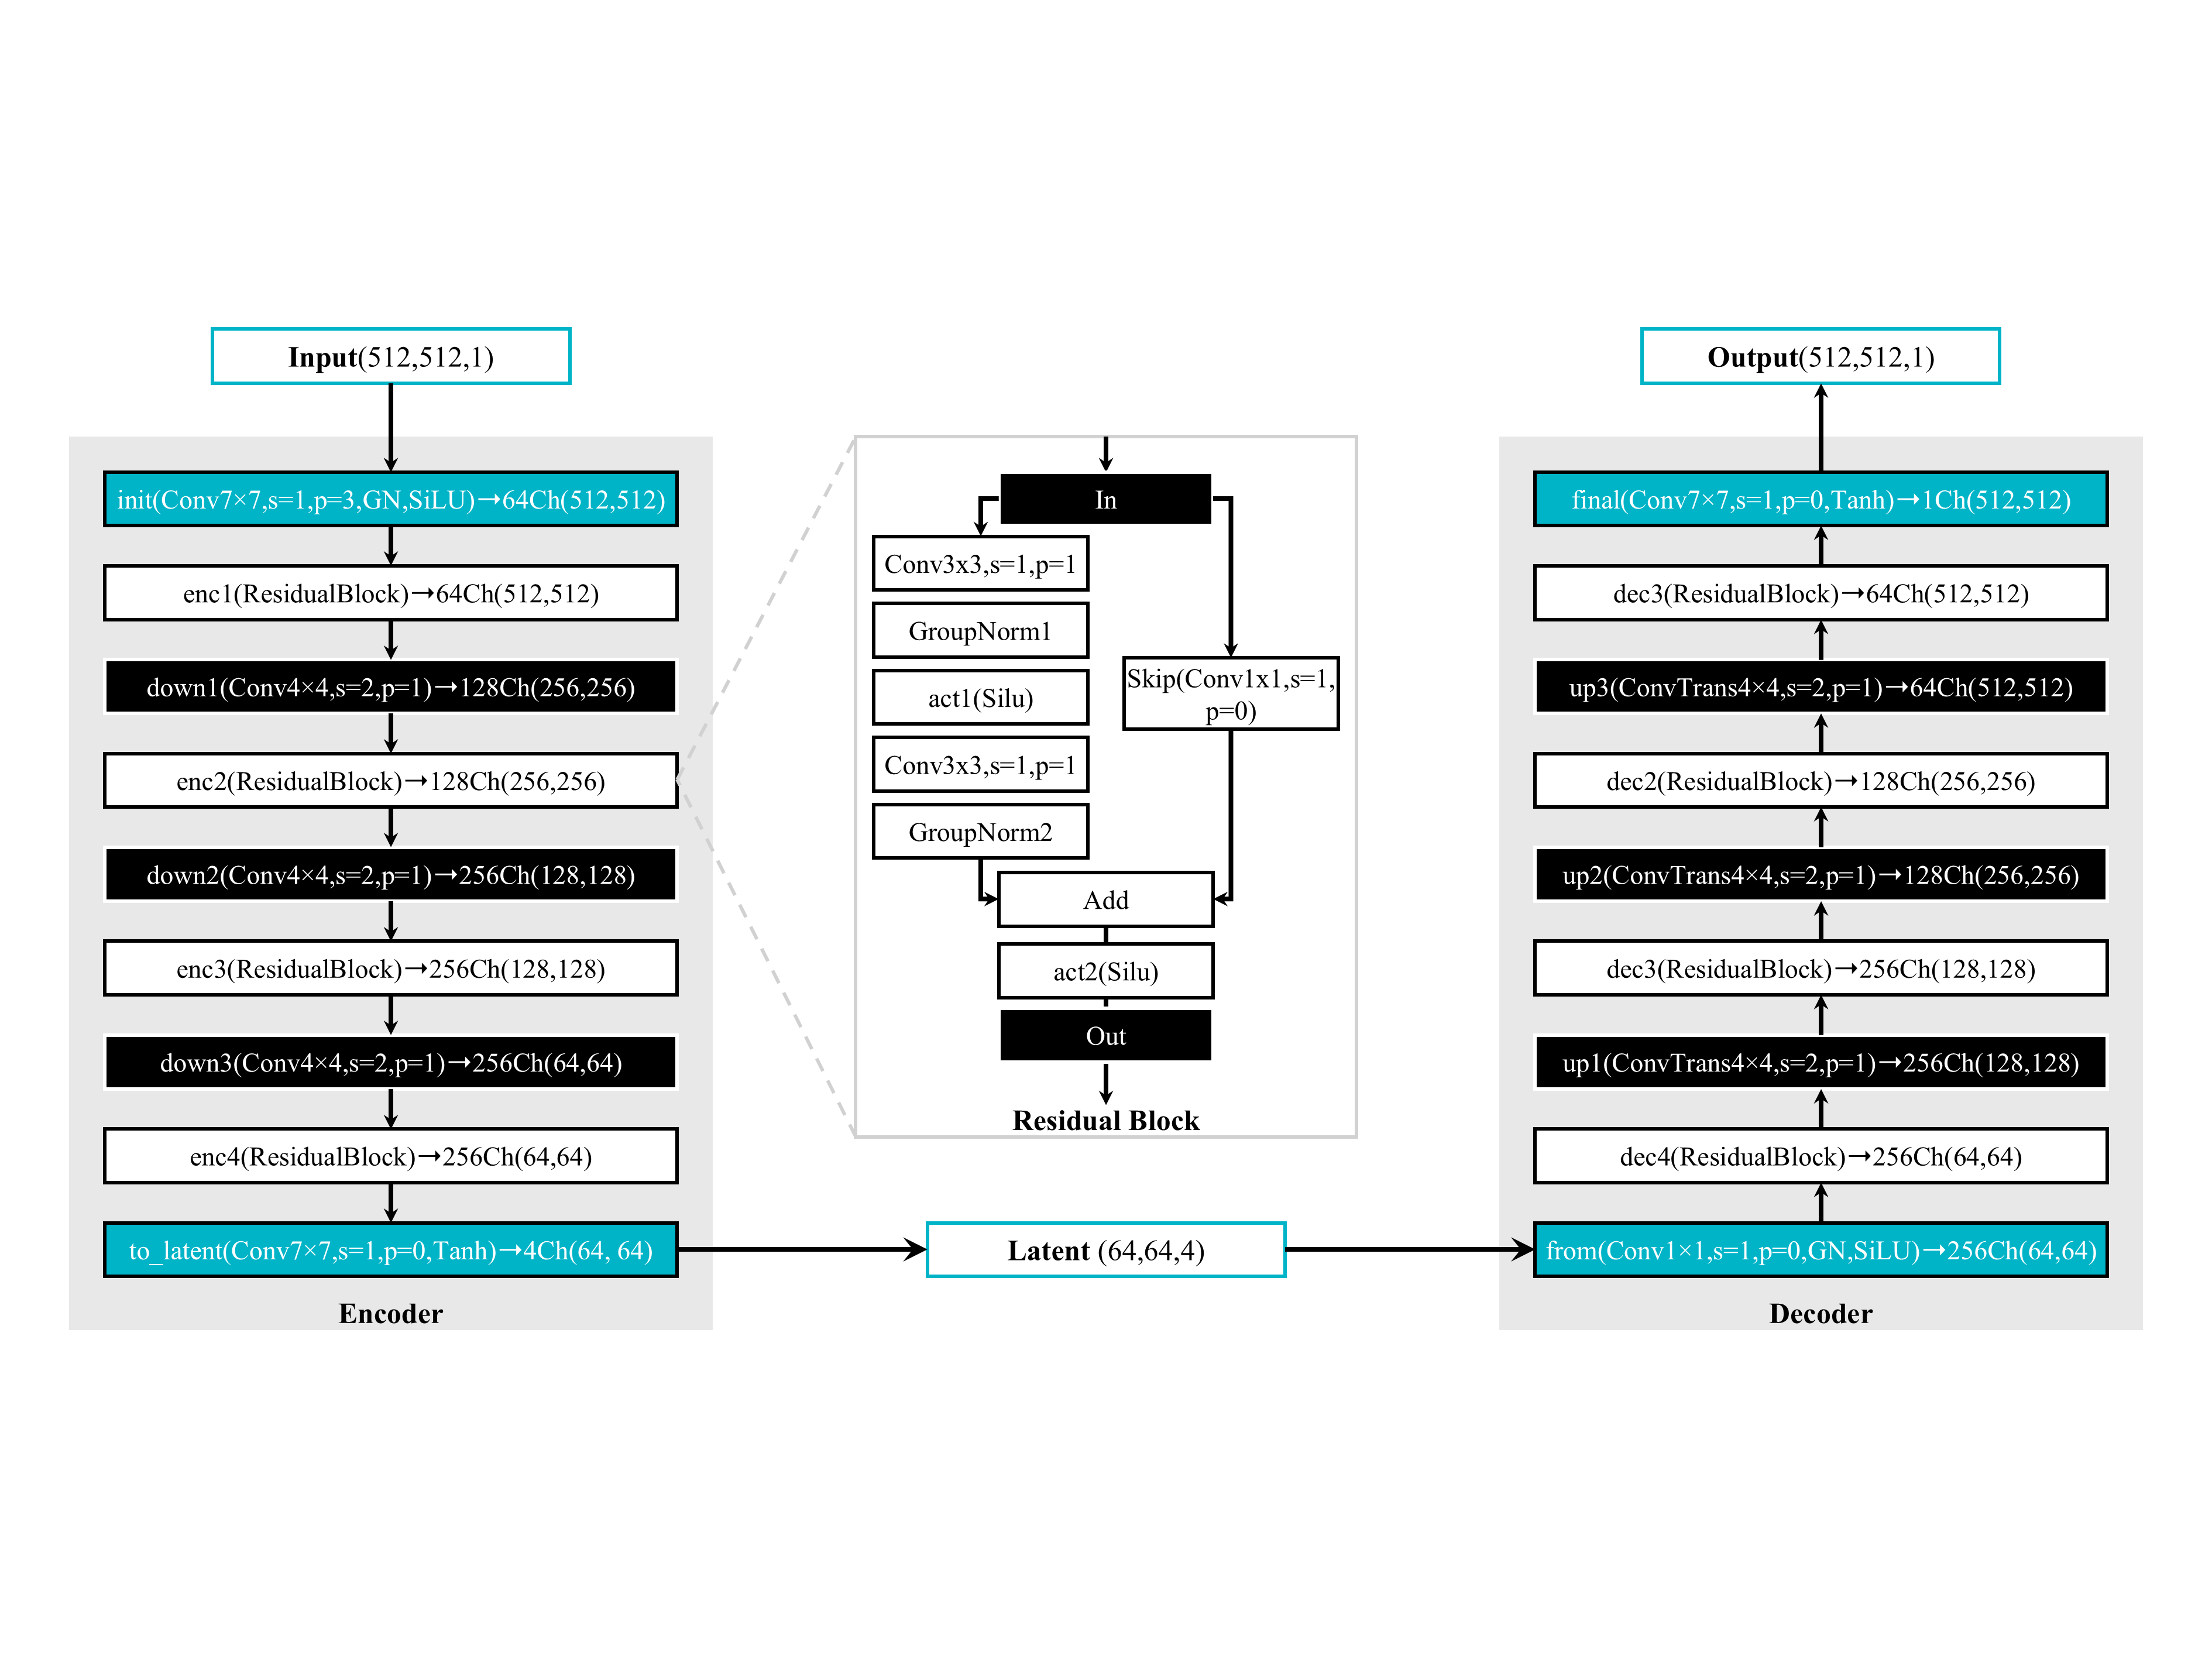 Input(512,512,1)
init(Conv7×7,s=1,p=3,GN,SiLU)→64Ch(512,512)
enc1(ResidualBlock)→64Ch(512,512)
down1(Conv4×4,s=2,p=1)→128Ch(256,256)
enc2(ResidualBlock)→128Ch(256,256)
down2(Conv4×4,s=2,p=1)→256Ch(128,128)
enc3(ResidualBlock)→256Ch(128,128)
down3(Conv4×4,s=2,p=1)→256Ch(64,64)
enc4(ResidualBlock)→256Ch(64,64)
to_latent(Conv7×7,s=1,p=0,Tanh)→4Ch(64, 64)
Encoder
In
Conv3x3,s=1,p=1
GroupNorm1
act1(Silu)
Conv3x3,s=1,p=1
GroupNorm2
Skip(Conv1x1,s=1,
p=0)
Add
act2(Silu)
Out
Residual Block
Latent (64,64,4)
Output(512,512,1)
final(Conv7×7,s=1,p=0,Tanh)→1Ch(512,512)
dec3(ResidualBlock)→64Ch(512,512)
up3(ConvTrans4×4,s=2,p=1)→64Ch(512,512)
dec2(ResidualBlock)→128Ch(256,256)
up2(ConvTrans4×4,s=2,p=1)→128Ch(256,256)
dec3(ResidualBlock)→256Ch(128,128)
up1(ConvTrans4×4,s=2,p=1)→256Ch(128,128)
dec4(ResidualBlock)→256Ch(64,64)
from(Conv1×1,s=1,p=0,GN,SiLU)→256Ch(64,64)
Decoder